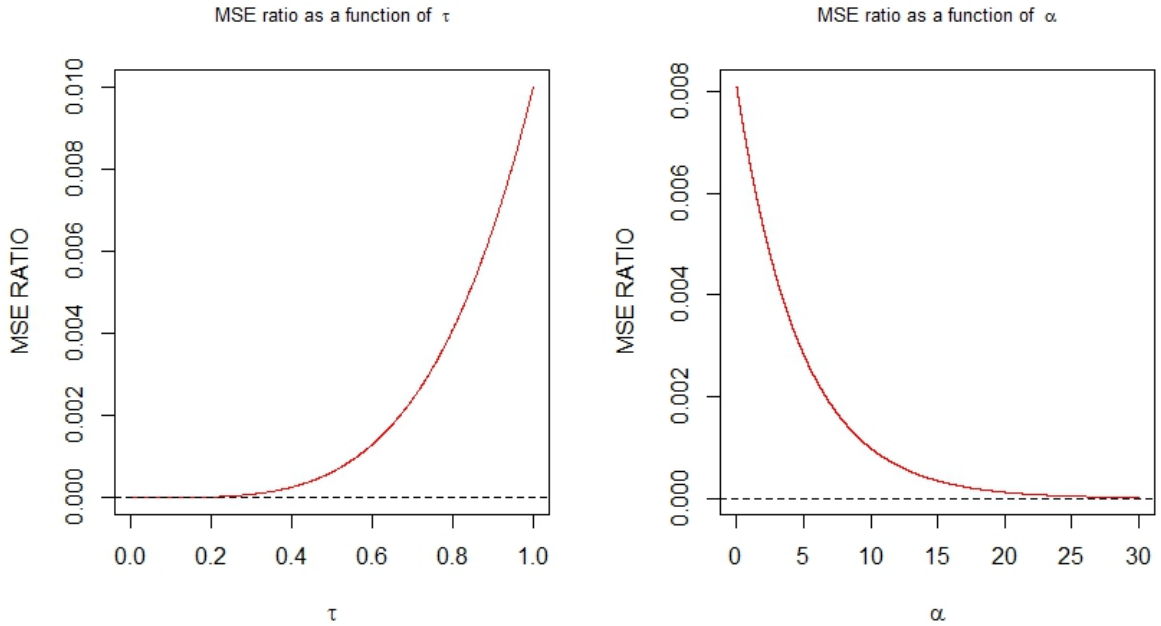 MSE ratio as a function of τ
MSE RATIO
0.000 0.002 0.004 0.006 0.008 0.010
0.0 0.2 0.4 0.6 0.8 1.0
τ
MSE ratio as a function of α
MSE RATIO
0.000 0.002 0.004 0.006 0.008
0 5 10 15 20 25 30
α